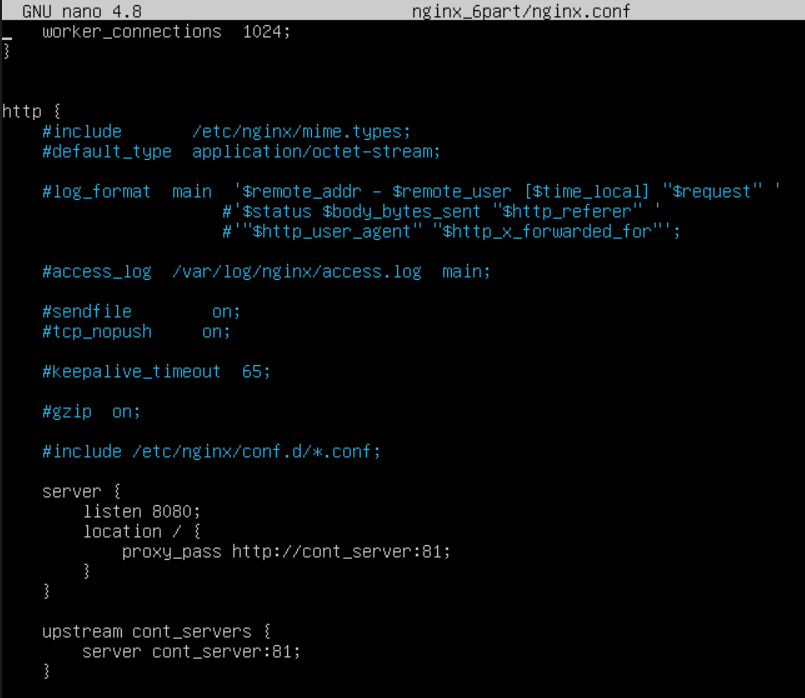 GNU nano 4.8 nginx_6part/nginx.conf
    worker_connections  1024;
}


http {
    #include       /etc/nginx/mime.types;
    #default_type  application/octet-stream;

    #log_format  main  '$remote_addr - $remote_user [$time_local] "$request" '
                      #'$status $body_bytes_sent "$http_referer" '
                      #'"$http_user_agent" "$http_x_forwarded_for"';

    #access_log  /var/log/nginx/access.log  main;

    #sendfile        on;
    #tcp_nopush     on;

    #keepalive_timeout  65;

    #gzip  on;

    #include /etc/nginx/conf.d/*.conf;

    server {
        listen 8080;
        location / {
            proxy_pass http://cont_server:81;
        }
    }

    upstream cont_servers {
        server cont_server:81;
    }